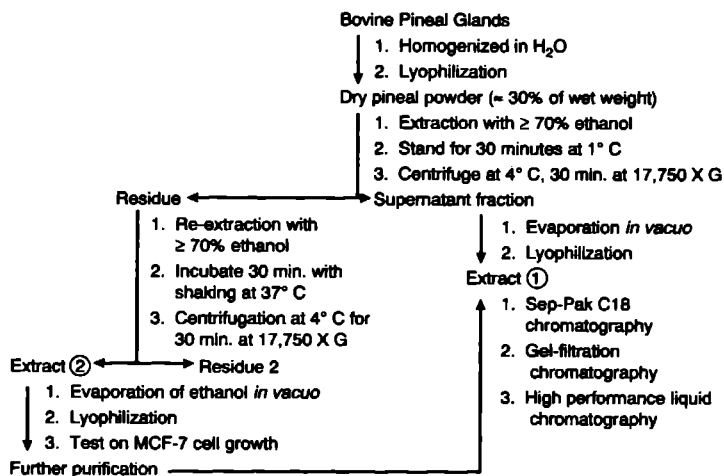 Bovine Pineal Glands
1. Homogenized in H₂O
2. Lyophilization
Dry pineal powder (≈ 30% of wet weight)
1. Extraction with ≥ 70% ethanol
2. Stand for 30 minutes at 1° C
3. Centrifuge at 4° C, 30 min. at 17,750 X G
Residue
Supernatant fraction
1. Re-extraction with
≥ 70% ethanol
2. Incubate 30 min. with
shaking at 37° C
3. Centrifugation at 4° C for
30 min. at 17,750 X G
1. Evaporation in vacuo
2. Lyophilization
Extract ①
1. Sep-Pak C18
chromatography
2. Gel-filtration
chromatography
3. High performance liquid
chromatography
Extract ②
Residue 2
1. Evaporation of ethanol in vacuo
2. Lyophilization
3. Test on MCF-7 cell growth
Further purification